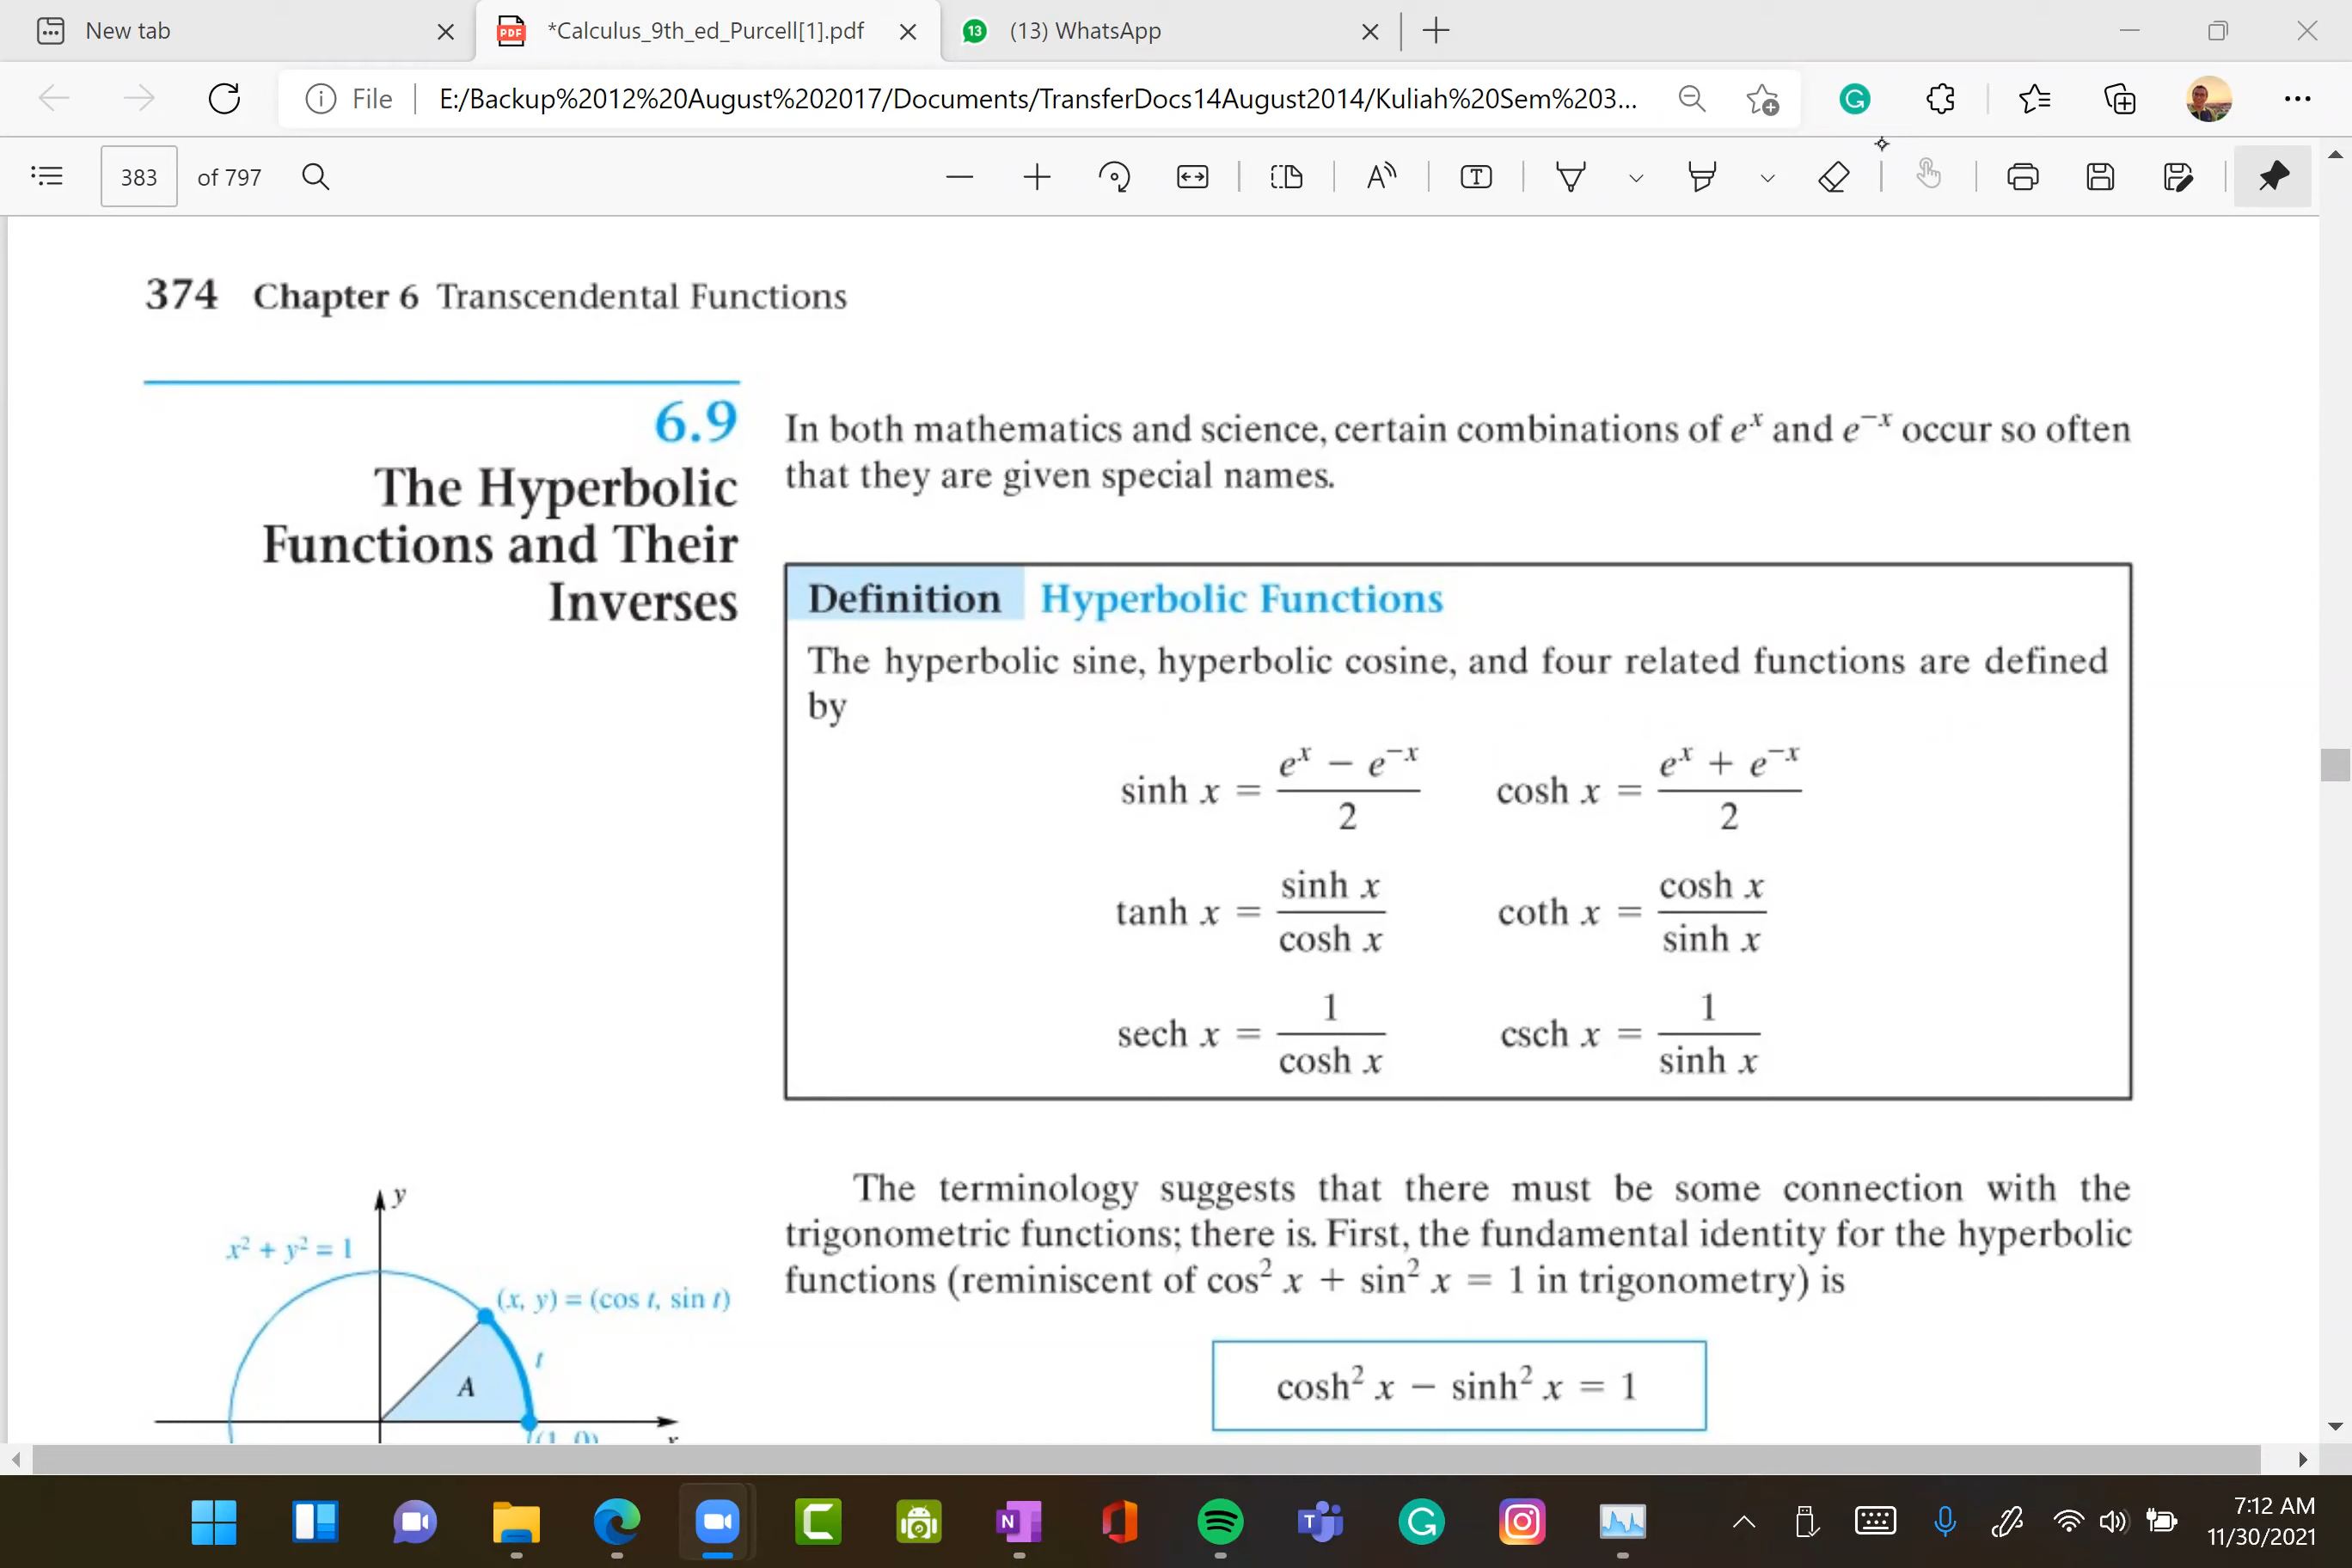 New tab
*Calculus_9th_ed_Purcell[1].pdf
13 (13) WhatsApp
File E:/Backup%2012%20August%202017/Documents/TransferDocs14August2014/Kuliah%20Sem%203...
383 of 797
374 Chapter 6 Transcendental Functions
6.9
The Hyperbolic
Functions and Their
Inverses
In both mathematics and science, certain combinations of eˣ and e⁻ˣ occur so often
that they are given special names.
Definition Hyperbolic Functions
The hyperbolic sine, hyperbolic cosine, and four related functions are defined
by
sinh x = (eˣ − e⁻ˣ)/2 cosh x = (eˣ + e⁻ˣ)/2
tanh x = sinh x/cosh x coth x = cosh x/sinh x
sech x = 1/cosh x csch x = 1/sinh x
The terminology suggests that there must be some connection with the
trigonometric functions; there is. First, the fundamental identity for the hyperbolic
functions (reminiscent of cos² x + sin² x = 1 in trigonometry) is
cosh² x − sinh² x = 1
y
x² + y² = 1
(x, y) = (cos t, sin t)
t
A
7:12 AM
11/30/2021